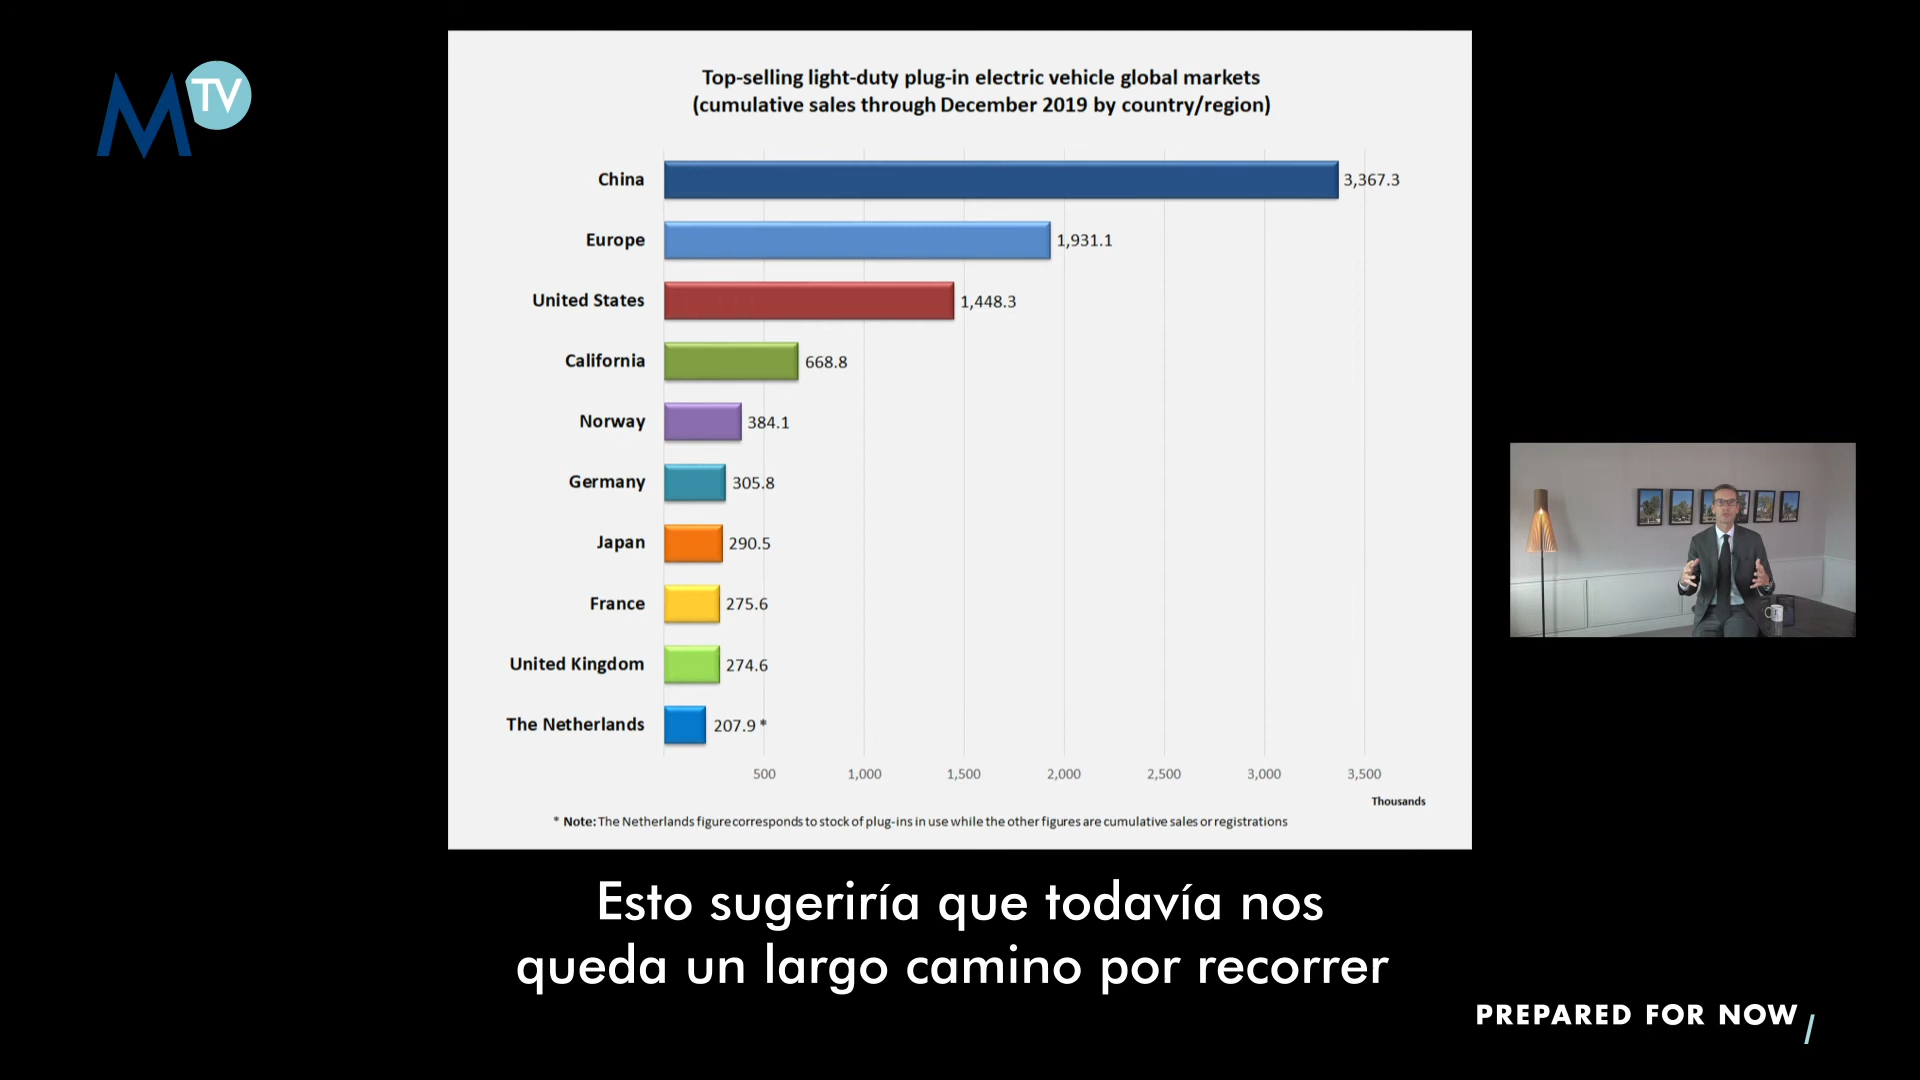 M TV
Top-selling light-duty plug-in electric vehicle global markets
(cumulative sales through December 2019 by country/region)
China 3,367.3
Europe 1,931.1
United States 1,448.3
California 668.8
Norway 384.1
Germany 305.8
Japan 290.5
France 275.6
United Kingdom 274.6
The Netherlands 207.9 *
500 1,000 1,500 2,000 2,500 3,000 3,500
Thousands
* Note: The Netherlands figure corresponds to stock of plug-ins in use while the other figures are cumulative sales or registrations
Esto sugeriría que todavía nos
queda un largo camino por recorrer
PREPARED FOR NOW /